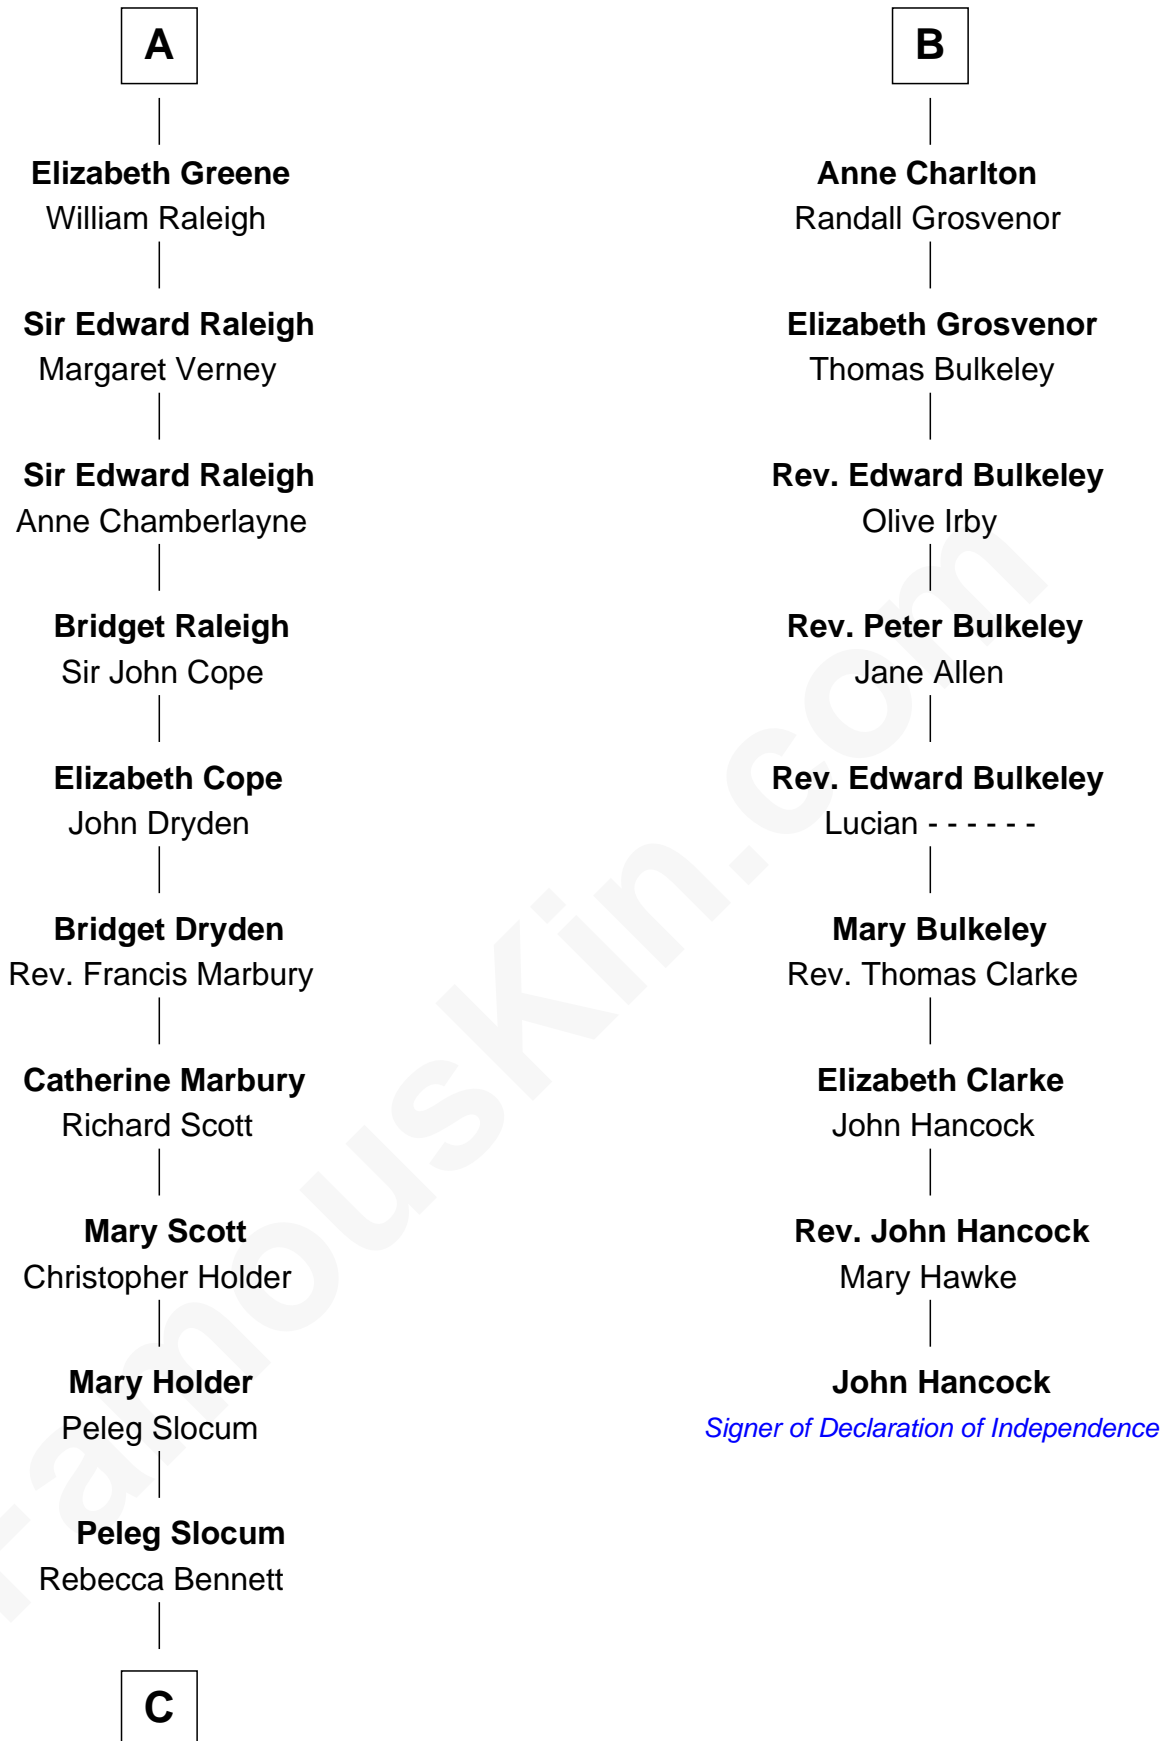 A
Elizabeth Greene
William Raleigh
Sir Edward Raleigh
Margaret Verney
Sir Edward Raleigh
Anne Chamberlayne
Bridget Raleigh
Sir John Cope
Elizabeth Cope
John Dryden
Bridget Dryden
Rev. Francis Marbury
Catherine Marbury
Richard Scott
Mary Scott
Christopher Holder
Mary Holder
Peleg Slocum
Peleg Slocum
Rebecca Bennett
C
B
Anne Charlton
Randall Grosvenor
Elizabeth Grosvenor
Thomas Bulkeley
Rev. Edward Bulkeley
Olive Irby
Rev. Peter Bulkeley
Jane Allen
Rev. Edward Bulkeley
Lucian - - - - - -
Mary Bulkeley
Rev. Thomas Clarke
Elizabeth Clarke
John Hancock
Rev. John Hancock
Mary Hawke
John Hancock
Signer of Declaration of Independence
FamousKin.com